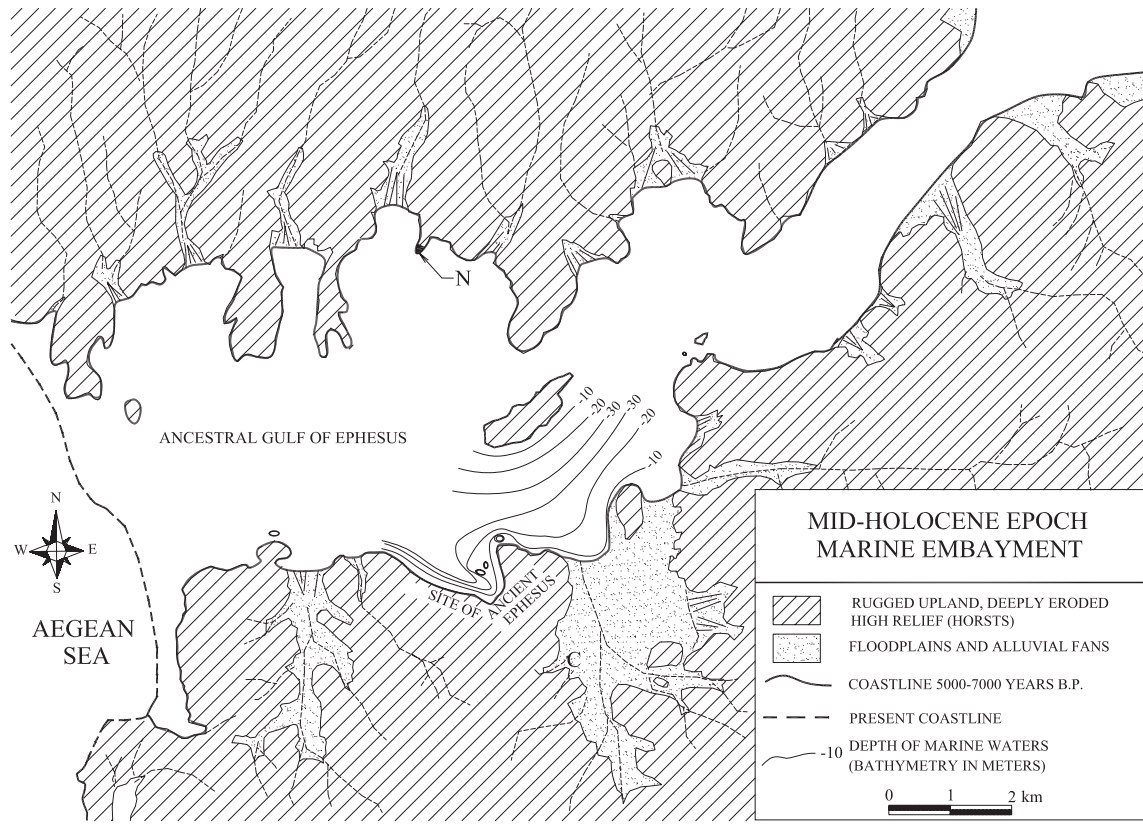 N
-10
-20
-30
-30
-20
-10
ANCESTRAL GULF OF EPHESUS
N
W
E
S
AEGEAN
SEA
SITE OF ANCIENT
EPHESUS
C
MID-HOLOCENE EPOCH
MARINE EMBAYMENT
RUGGED UPLAND, DEEPLY ERODED
HIGH RELIEF (HORSTS)
FLOODPLAINS AND ALLUVIAL FANS
COASTLINE 5000-7000 YEARS B.P.
PRESENT COASTLINE
-10 DEPTH OF MARINE WATERS
(BATHYMETRY IN METERS)
0 1 2 km